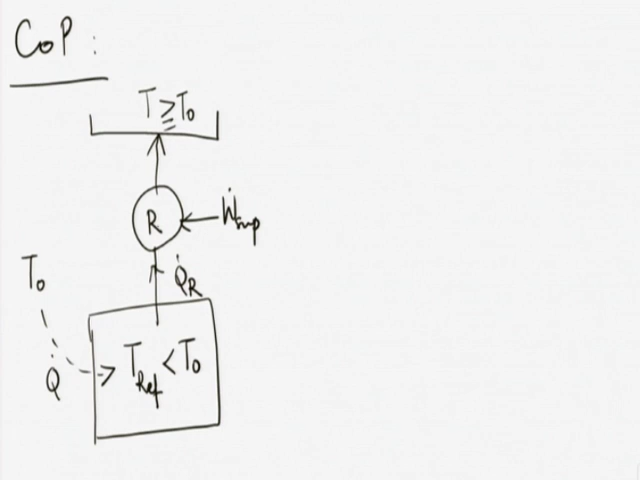 CoP :
T ≥ T₀
R
Ẇinp
T₀
Q̇R
Q̇
TRef < T₀